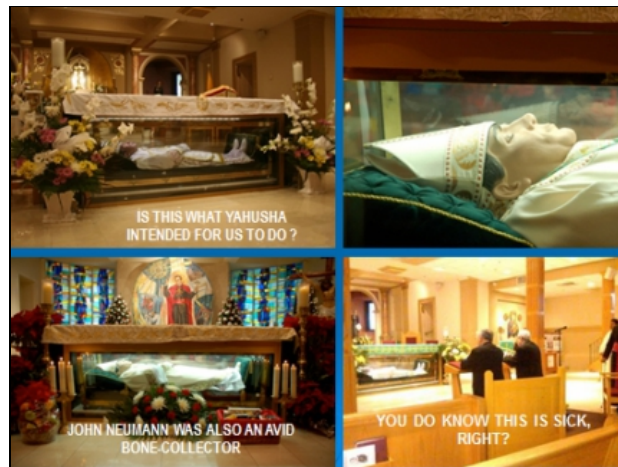 IS THIS WHAT YAHUSHA
INTENDED FOR US TO DO ?
JOHN NEUMANN WAS ALSO AN AVID
BONE-COLLECTOR
YOU DO KNOW THIS IS SICK,
RIGHT?